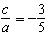 c/a = -3/5